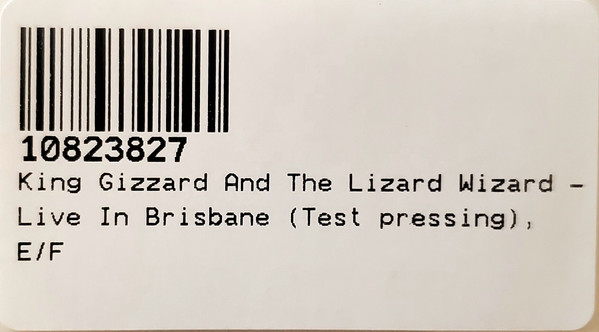 10823827
King Gizzard And The Lizard Wizard -
Live In Brisbane (Test pressing),
E/F